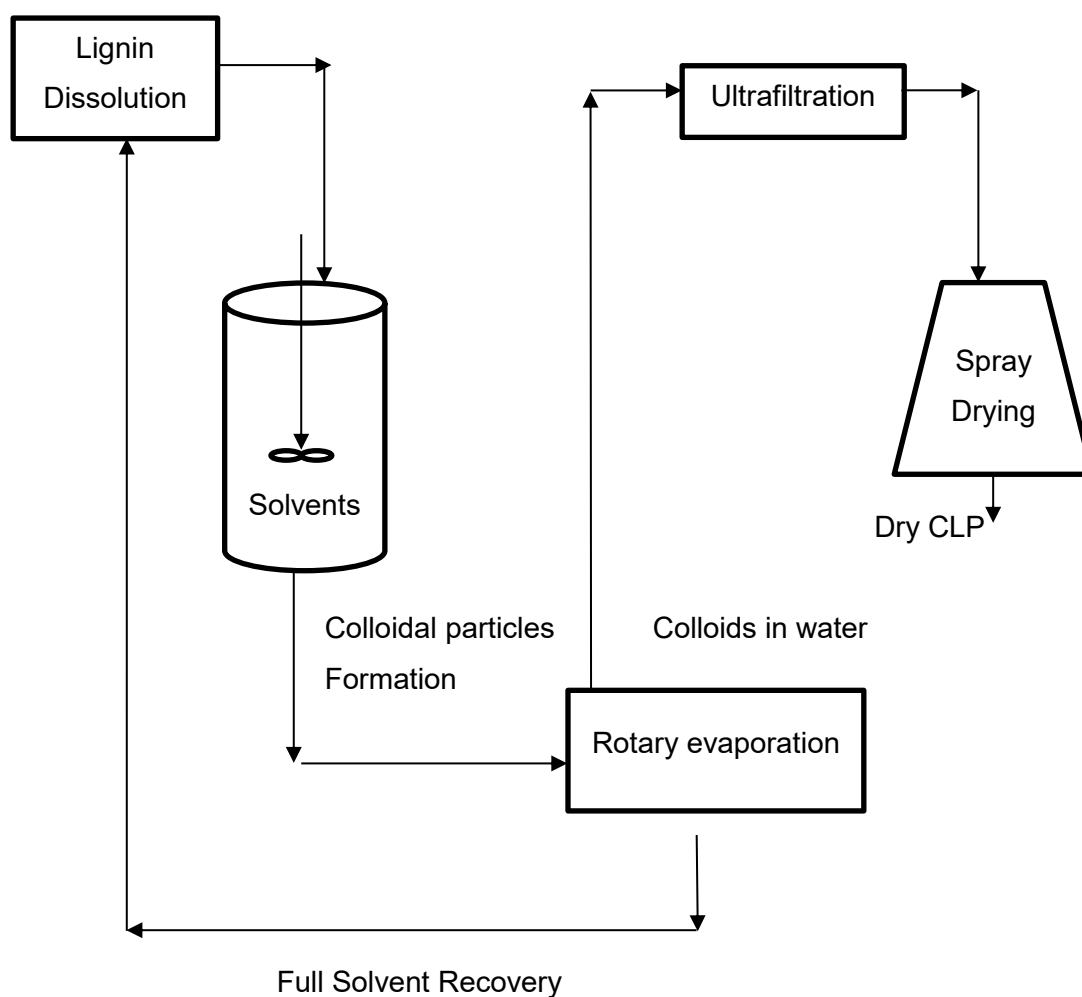 Lignin
Dissolution
Ultrafiltration
Spray
Drying
Solvents
Dry CLP
Colloidal particles
Formation
Colloids in water
Rotary evaporation
Full Solvent Recovery